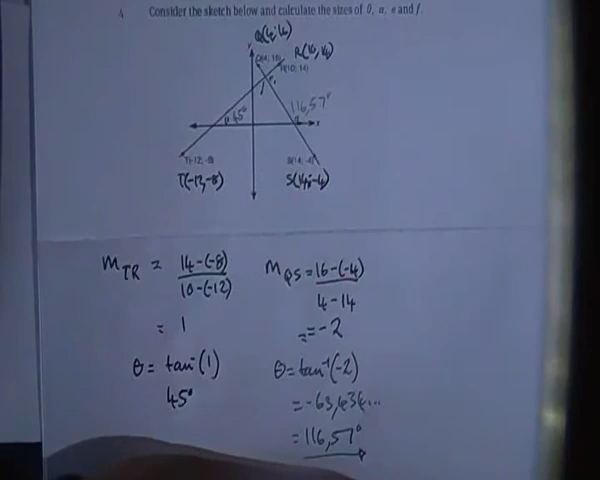 4 Consider the sketch below and calculate the sizes of θ, α, e and f.
Q(4; 16)
R(10, 14)
Q(4; 16)
R(10; 14)
116,57°
45°
T(-12; -8)
S(14; -4)
T(-12; -8)
S(14; -4)
m_TR = 14-(-8)/10-(-12)
= 1
θ = tan⁻(1)
45°
m_QS = 16-(-4)/4-14
= -2
θ = tan⁻¹(-2)
= -63,434...
= 116,57°